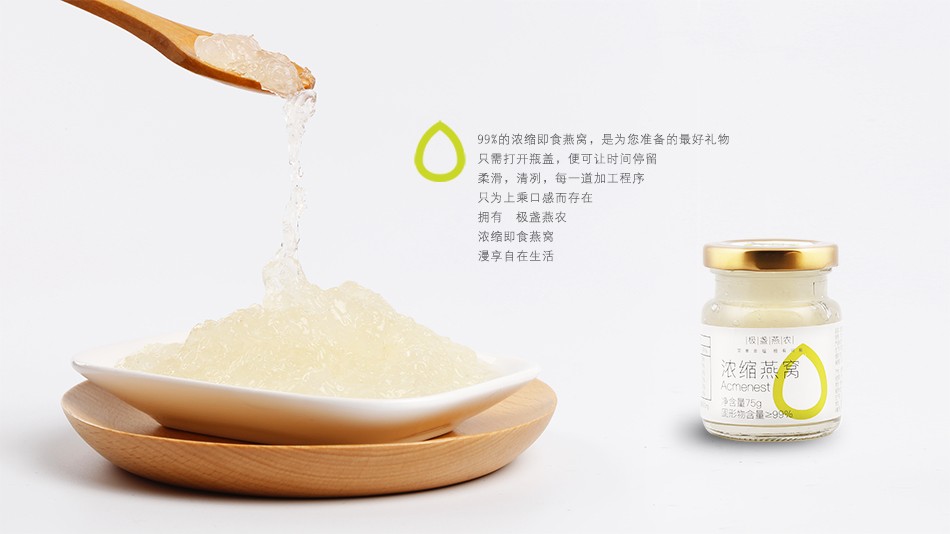 99%的浓缩即食燕窝，是为您准备的最好礼物
只需打开瓶盖，便可让时间停留
柔滑，清冽，每一道加工程序
只为上乘口感而存在
拥有 极盏燕农
浓缩即食燕窝
漫享自在生活
极盏燕农
浓缩燕窝
Acmenest
净含量75g
固形物含量≥99%